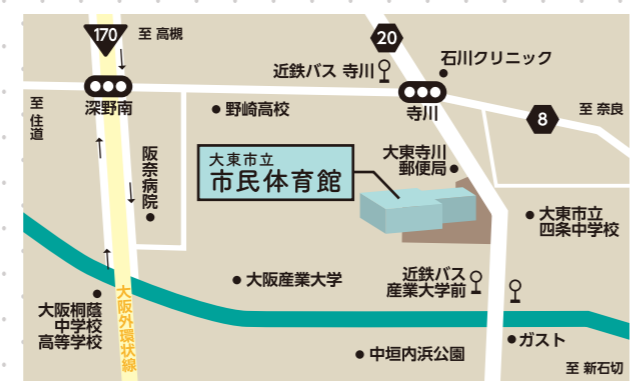 170
至 高槻
20
石川クリニック
近鉄バス 寺川
深野南
寺川
至 住道
野崎高校
8
至 奈良
阪奈病院
大東市立
市民体育館
大東寺川
郵便局
大東市立
四条中学校
大阪産業大学
近鉄バス
産業大学前
大阪桐蔭
中学校
高等学校
大阪外環状線
ガスト
中垣内浜公園
至 新石切